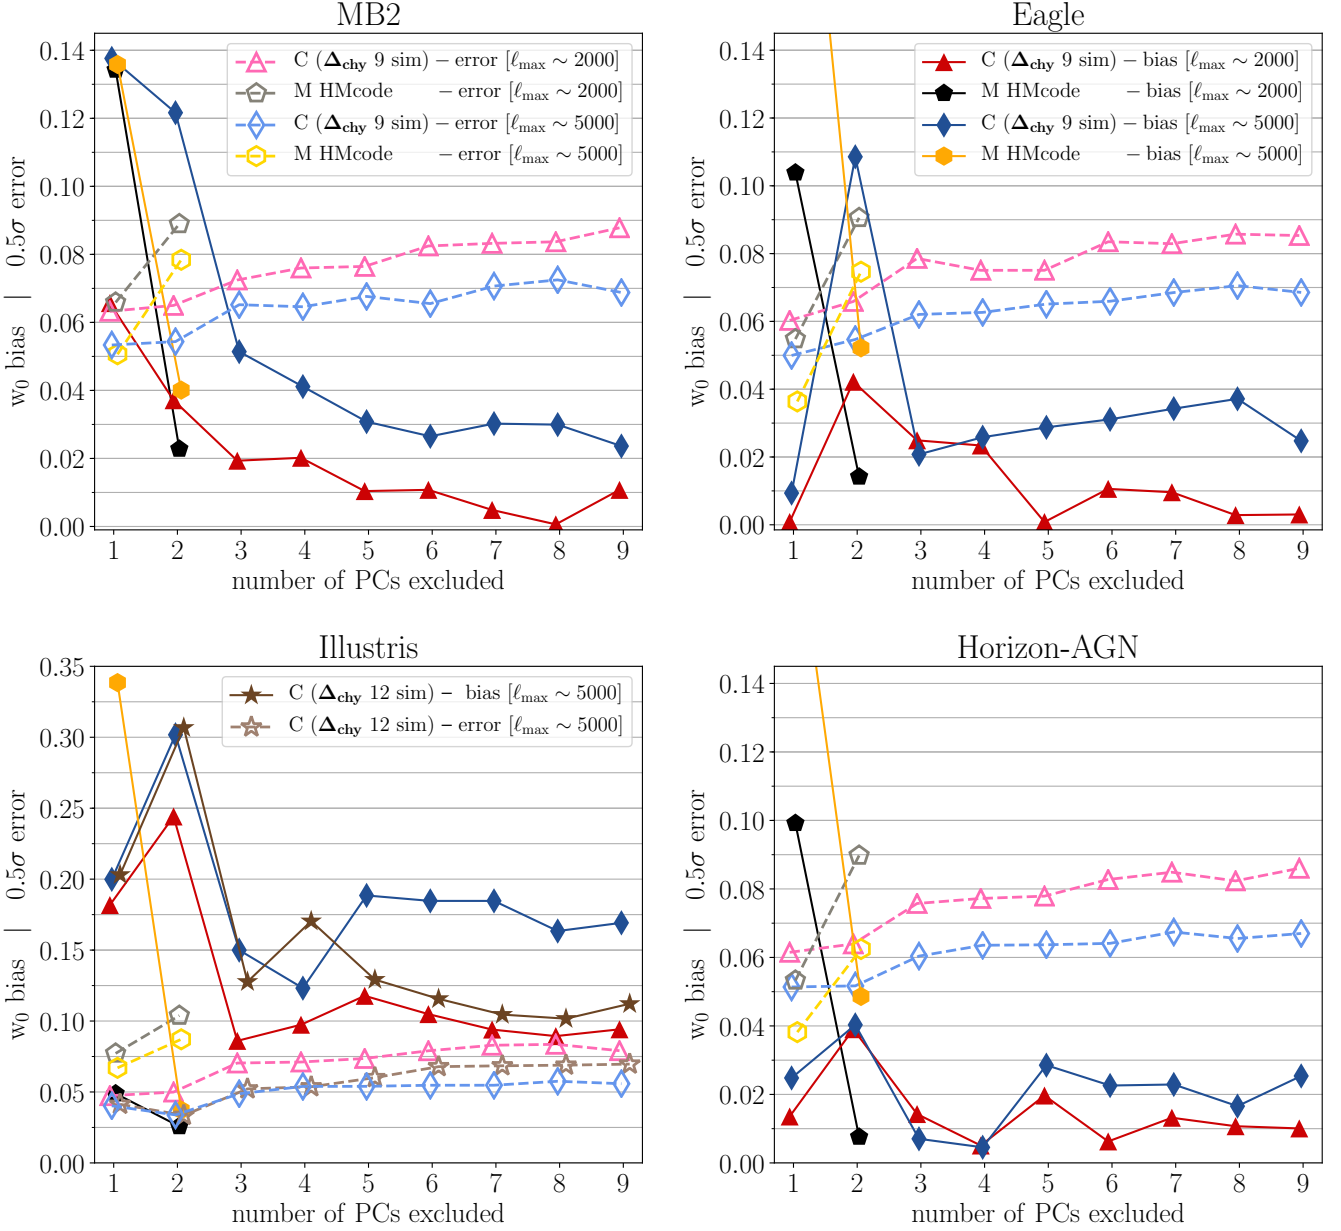 MB2
w₀ bias | 0.5σ error
0.14
0.12
0.10
0.08
0.06
0.04
0.02
0.00
C (Δchy 9 sim) – error [ℓmax ∼ 2000]
M HMcode – error [ℓmax ∼ 2000]
C (Δchy 9 sim) – error [ℓmax ∼ 5000]
M HMcode – error [ℓmax ∼ 5000]
1 2 3 4 5 6 7 8 9
number of PCs excluded
Eagle
w₀ bias | 0.5σ error
0.14
0.12
0.10
0.08
0.06
0.04
0.02
0.00
C (Δchy 9 sim) – bias [ℓmax ∼ 2000]
M HMcode – bias [ℓmax ∼ 2000]
C (Δchy 9 sim) – bias [ℓmax ∼ 5000]
M HMcode – bias [ℓmax ∼ 5000]
1 2 3 4 5 6 7 8 9
number of PCs excluded
Illustris
w₀ bias | 0.5σ error
0.35
0.30
0.25
0.20
0.15
0.10
0.05
0.00
C (Δchy 12 sim) – bias [ℓmax ∼ 5000]
C (Δchy 12 sim) – error [ℓmax ∼ 5000]
1 2 3 4 5 6 7 8 9
number of PCs excluded
Horizon-AGN
w₀ bias | 0.5σ error
0.14
0.12
0.10
0.08
0.06
0.04
0.02
0.00
1 2 3 4 5 6 7 8 9
number of PCs excluded